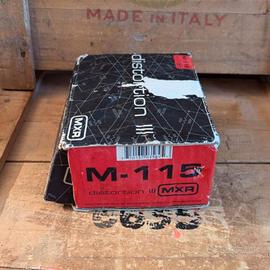 MADE IN ITALY
distortion III
MXR
M-115
distortion III MXR